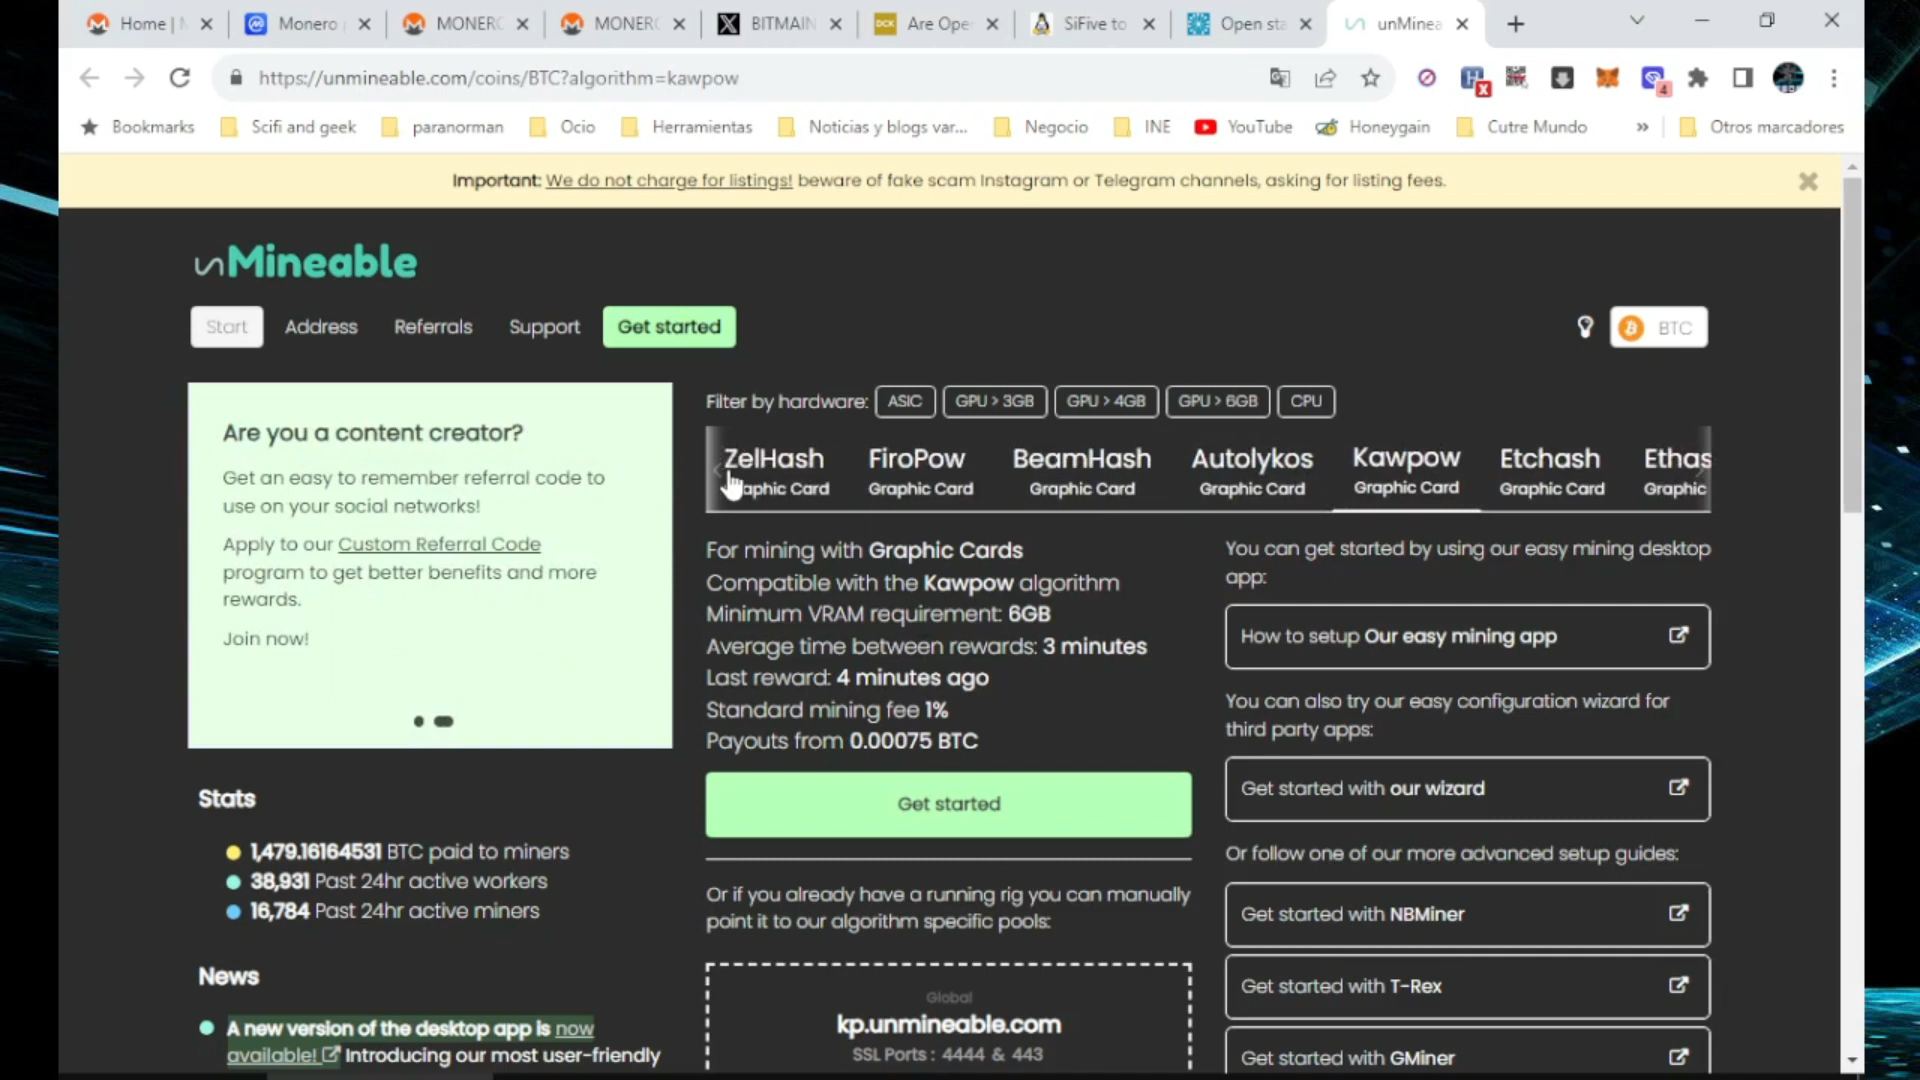 Home | M
Monero
MONERO
MONERO
BITMAIN
DCX
Are Ope
SiFive to
Open sta
unMinea
https://unmineable.com/coins/BTC?algorithm=kawpow
4
Bookmarks
Scifi and geek
paranorman
Ocio
Herramientas
Noticias y blogs var...
Negocio
INE
YouTube
Honeygain
Cutre Mundo
»
Otros marcadores
Important: We do not charge for listings! beware of fake scam Instagram or Telegram channels, asking for listing fees.
unMineable
Start
Address
Referrals
Support
Get started
BTC
Are you a content creator?
Get an easy to remember referral code to
use on your social networks!
Apply to our Custom Referral Code
program to get better benefits and more
rewards.
Join now!
Stats
1,479.16164531 BTC paid to miners
38,931 Past 24hr active workers
16,784 Past 24hr active miners
News
A new version of the desktop app is now
available! Introducing our most user-friendly
Filter by hardware: ASIC GPU > 3GB GPU > 4GB GPU > 6GB CPU
ZelHash FiroPow BeamHash Autolykos Kawpow Etchash Ethas
aphic Card Graphic Card Graphic Card Graphic Card Graphic Card Graphic Card Graphic
For mining with Graphic Cards
Compatible with the Kawpow algorithm
Minimum VRAM requirement: 6GB
Average time between rewards: 3 minutes
Last reward: 4 minutes ago
Standard mining fee 1%
Payouts from 0.00075 BTC
Get started
Or if you already have a running rig you can manually
point it to our algorithm specific pools:
Global
kp.unmineable.com
SSL Ports : 4444 & 443
You can get started by using our easy mining desktop
app:
How to setup Our easy mining app
You can also try our easy configuration wizard for
third party apps:
Get started with our wizard
Or follow one of our more advanced setup guides:
Get started with NBMiner
Get started with T-Rex
Get started with GMiner